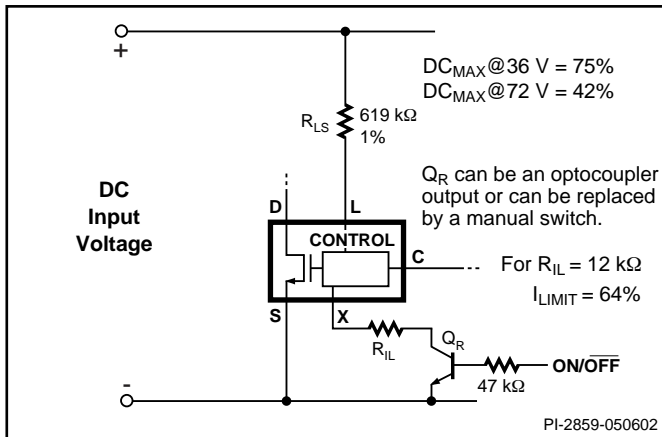 +
DC_MAX@36 V = 75%
DC_MAX@72 V = 42%
R_LS
619 kΩ
1%
Q_R can be an optocoupler
output or can be replaced
by a manual switch.
DC
Input
Voltage
D
L
CONTROL
C
For R_IL = 12 kΩ
I_LIMIT = 64%
S
X
R_IL
Q_R
47 kΩ
ON/O̅F̅F̅
-
PI-2859-050602